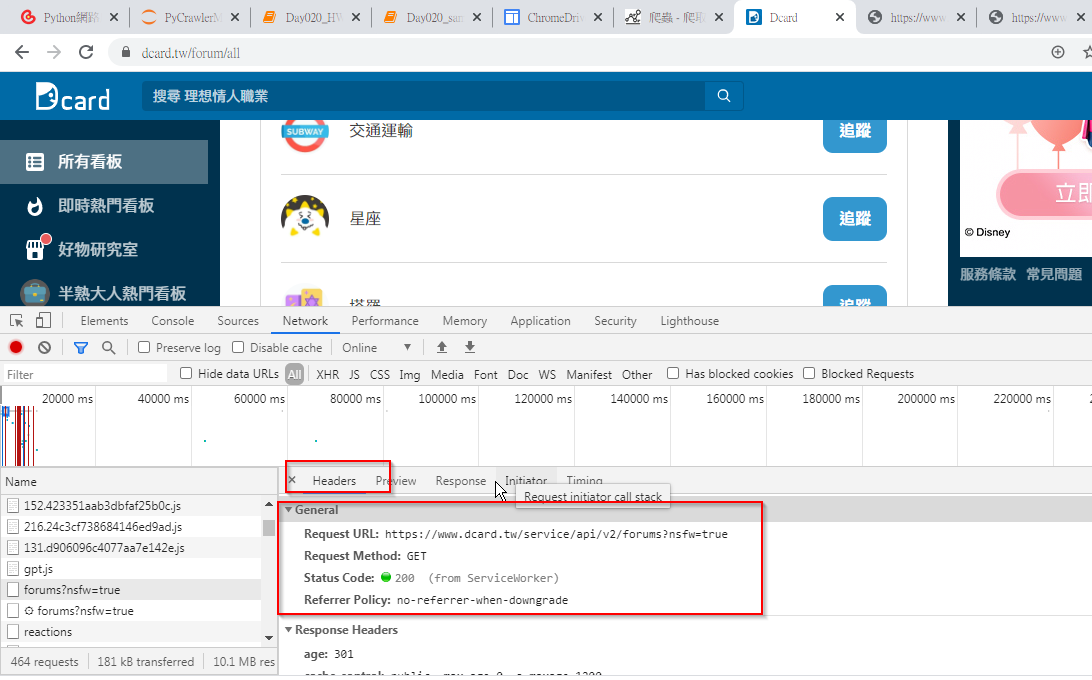 Python網路
PyCrawlerM
Day020_HW
Day020_sam
ChromeDriv
爬蟲 - 爬取
Dcard
https://www
https://www
dcard.tw/forum/all
Dcard
搜尋 理想情人職業
SUBWAY
交通運輸
追蹤
所有看板
即時熱門看板
星座
追蹤
立即
好物研究室
© Disney
半熟大人熱門看板
塔羅
追蹤
服務條款 常見問題
Elements Console Sources Network Performance Memory Application Security Lighthouse
Preserve log Disable cache Online
Filter Hide data URLs All XHR JS CSS Img Media Font Doc WS Manifest Other Has blocked cookies Blocked Requests
20000 ms 40000 ms 60000 ms 80000 ms 100000 ms 120000 ms 140000 ms 160000 ms 180000 ms 200000 ms 220000 ms
Name
× Headers Preview Response Initiator Timing
Request initiator call stack
152.423351aab3dbfaf25b0c.js
216.24c3cf738684146ed9ad.js
131.d906096c4077aa7e142e.js
gpt.js
forums?nsfw=true
forums?nsfw=true
reactions
464 requests 181 kB transferred 10.1 MB res
General
Request URL: https://www.dcard.tw/service/api/v2/forums?nsfw=true
Request Method: GET
Status Code: 200 (from ServiceWorker)
Referrer Policy: no-referrer-when-downgrade
Response Headers
age: 301